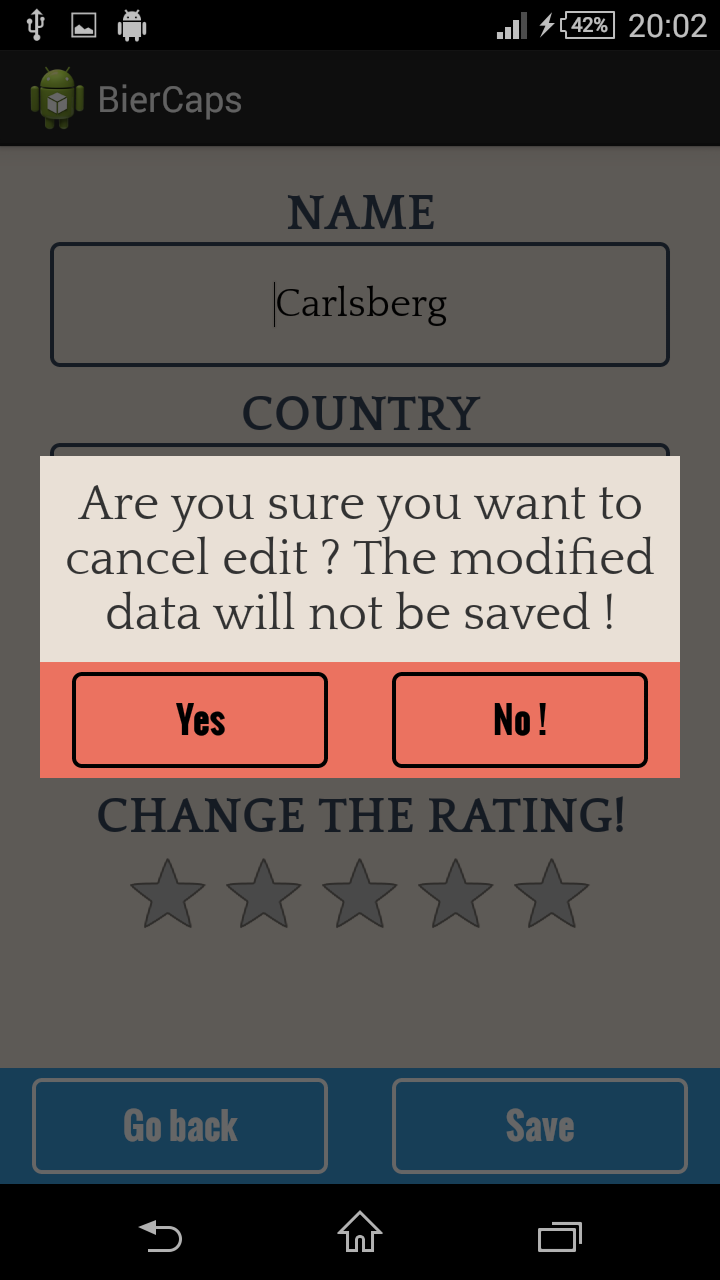 42% 20:02
BierCaps
NAME
Carlsberg
COUNTRY
Are you sure you want to
cancel edit ? The modified
data will not be saved !
Yes No !
CHANGE THE RATING!
Go back Save